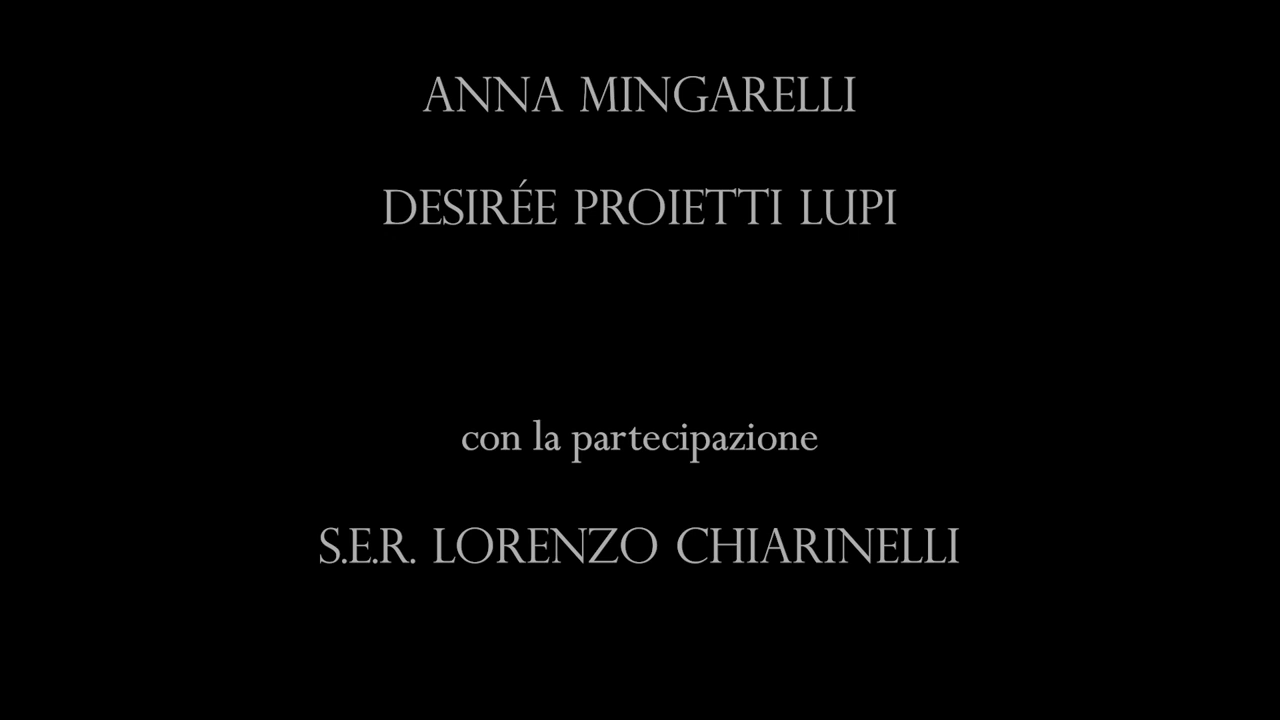 ANNA MINGARELLI
DESIRÉE PROIETTI LUPI
con la partecipazione
S.E.R. LORENZO CHIARINELLI